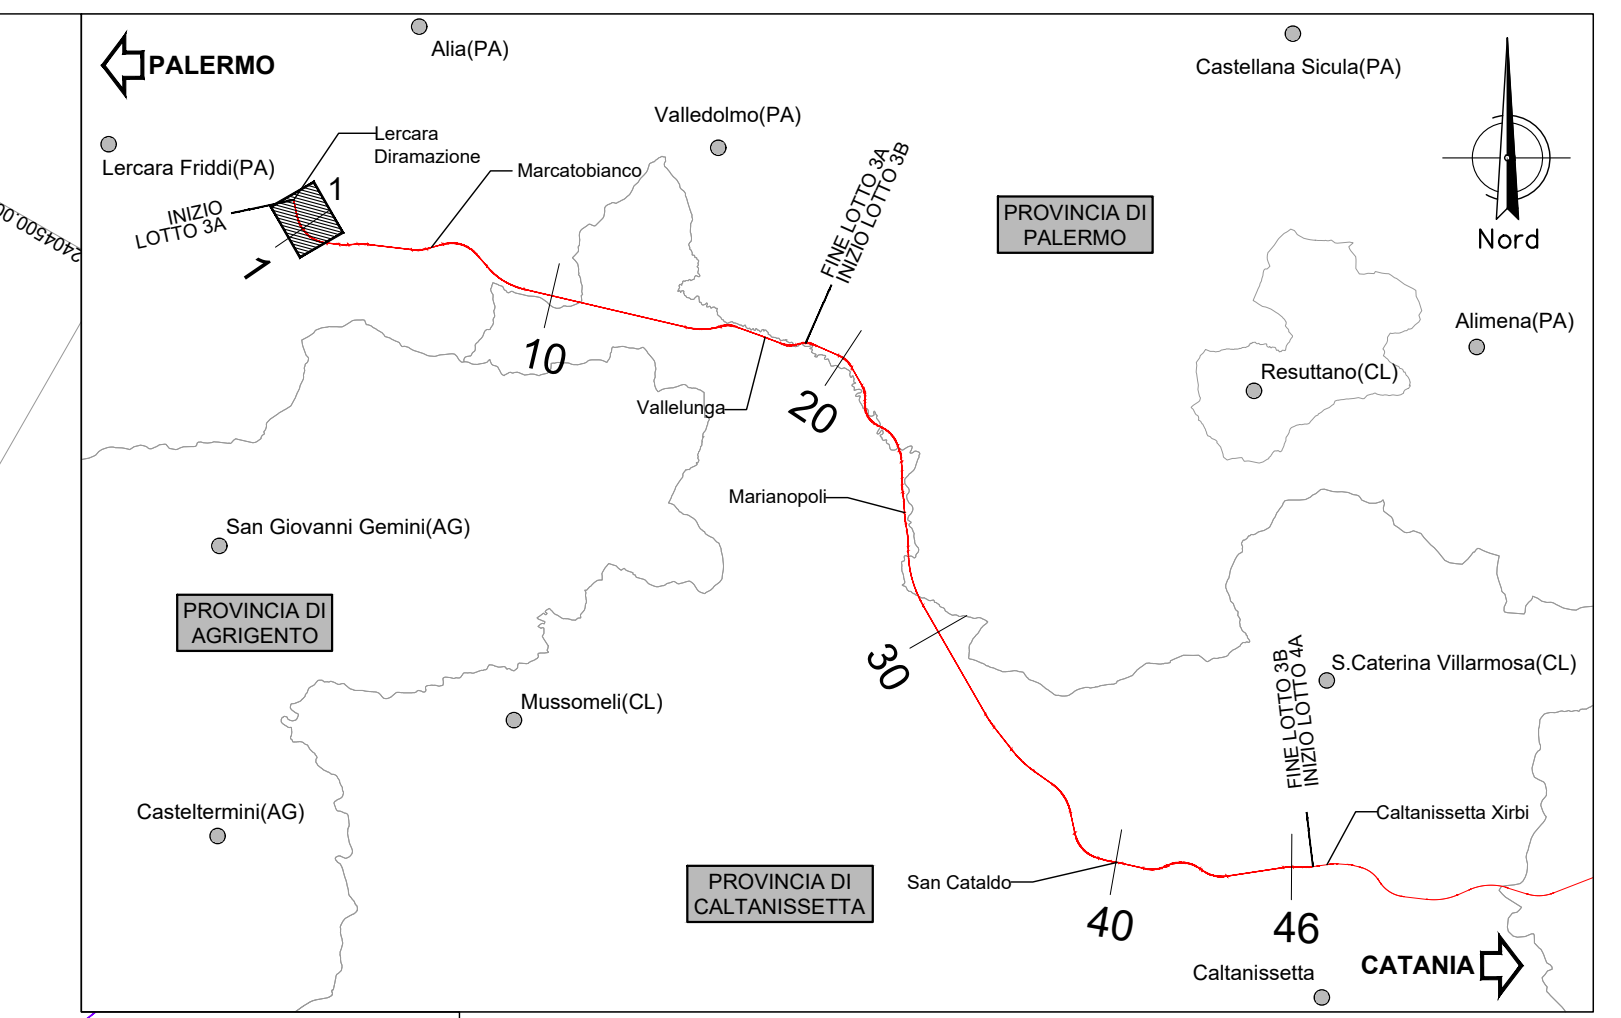 Alia(PA)
PALERMO
Castellana Sicula(PA)
Valledolmo(PA)
Lercara
Diramazione
Lercara Friddi(PA)
Marcatobianco
1
INIZIO
LOTTO 3A
1
FINE LOTTO 3A
INIZIO LOTTO 3B
PROVINCIA DI
PALERMO
Nord
Alimena(PA)
10
Resuttano(CL)
Vallelunga
20
Marianopoli
San Giovanni Gemini(AG)
PROVINCIA DI
AGRIGENTO
30
FINE LOTTO 3B
INIZIO LOTTO 4A
S.Caterina Villarmosa(CL)
Mussomeli(CL)
Casteltermini(AG)
Caltanissetta Xirbi
PROVINCIA DI
CALTANISSETTA
San Cataldo
40
46
CATANIA
Caltanissetta